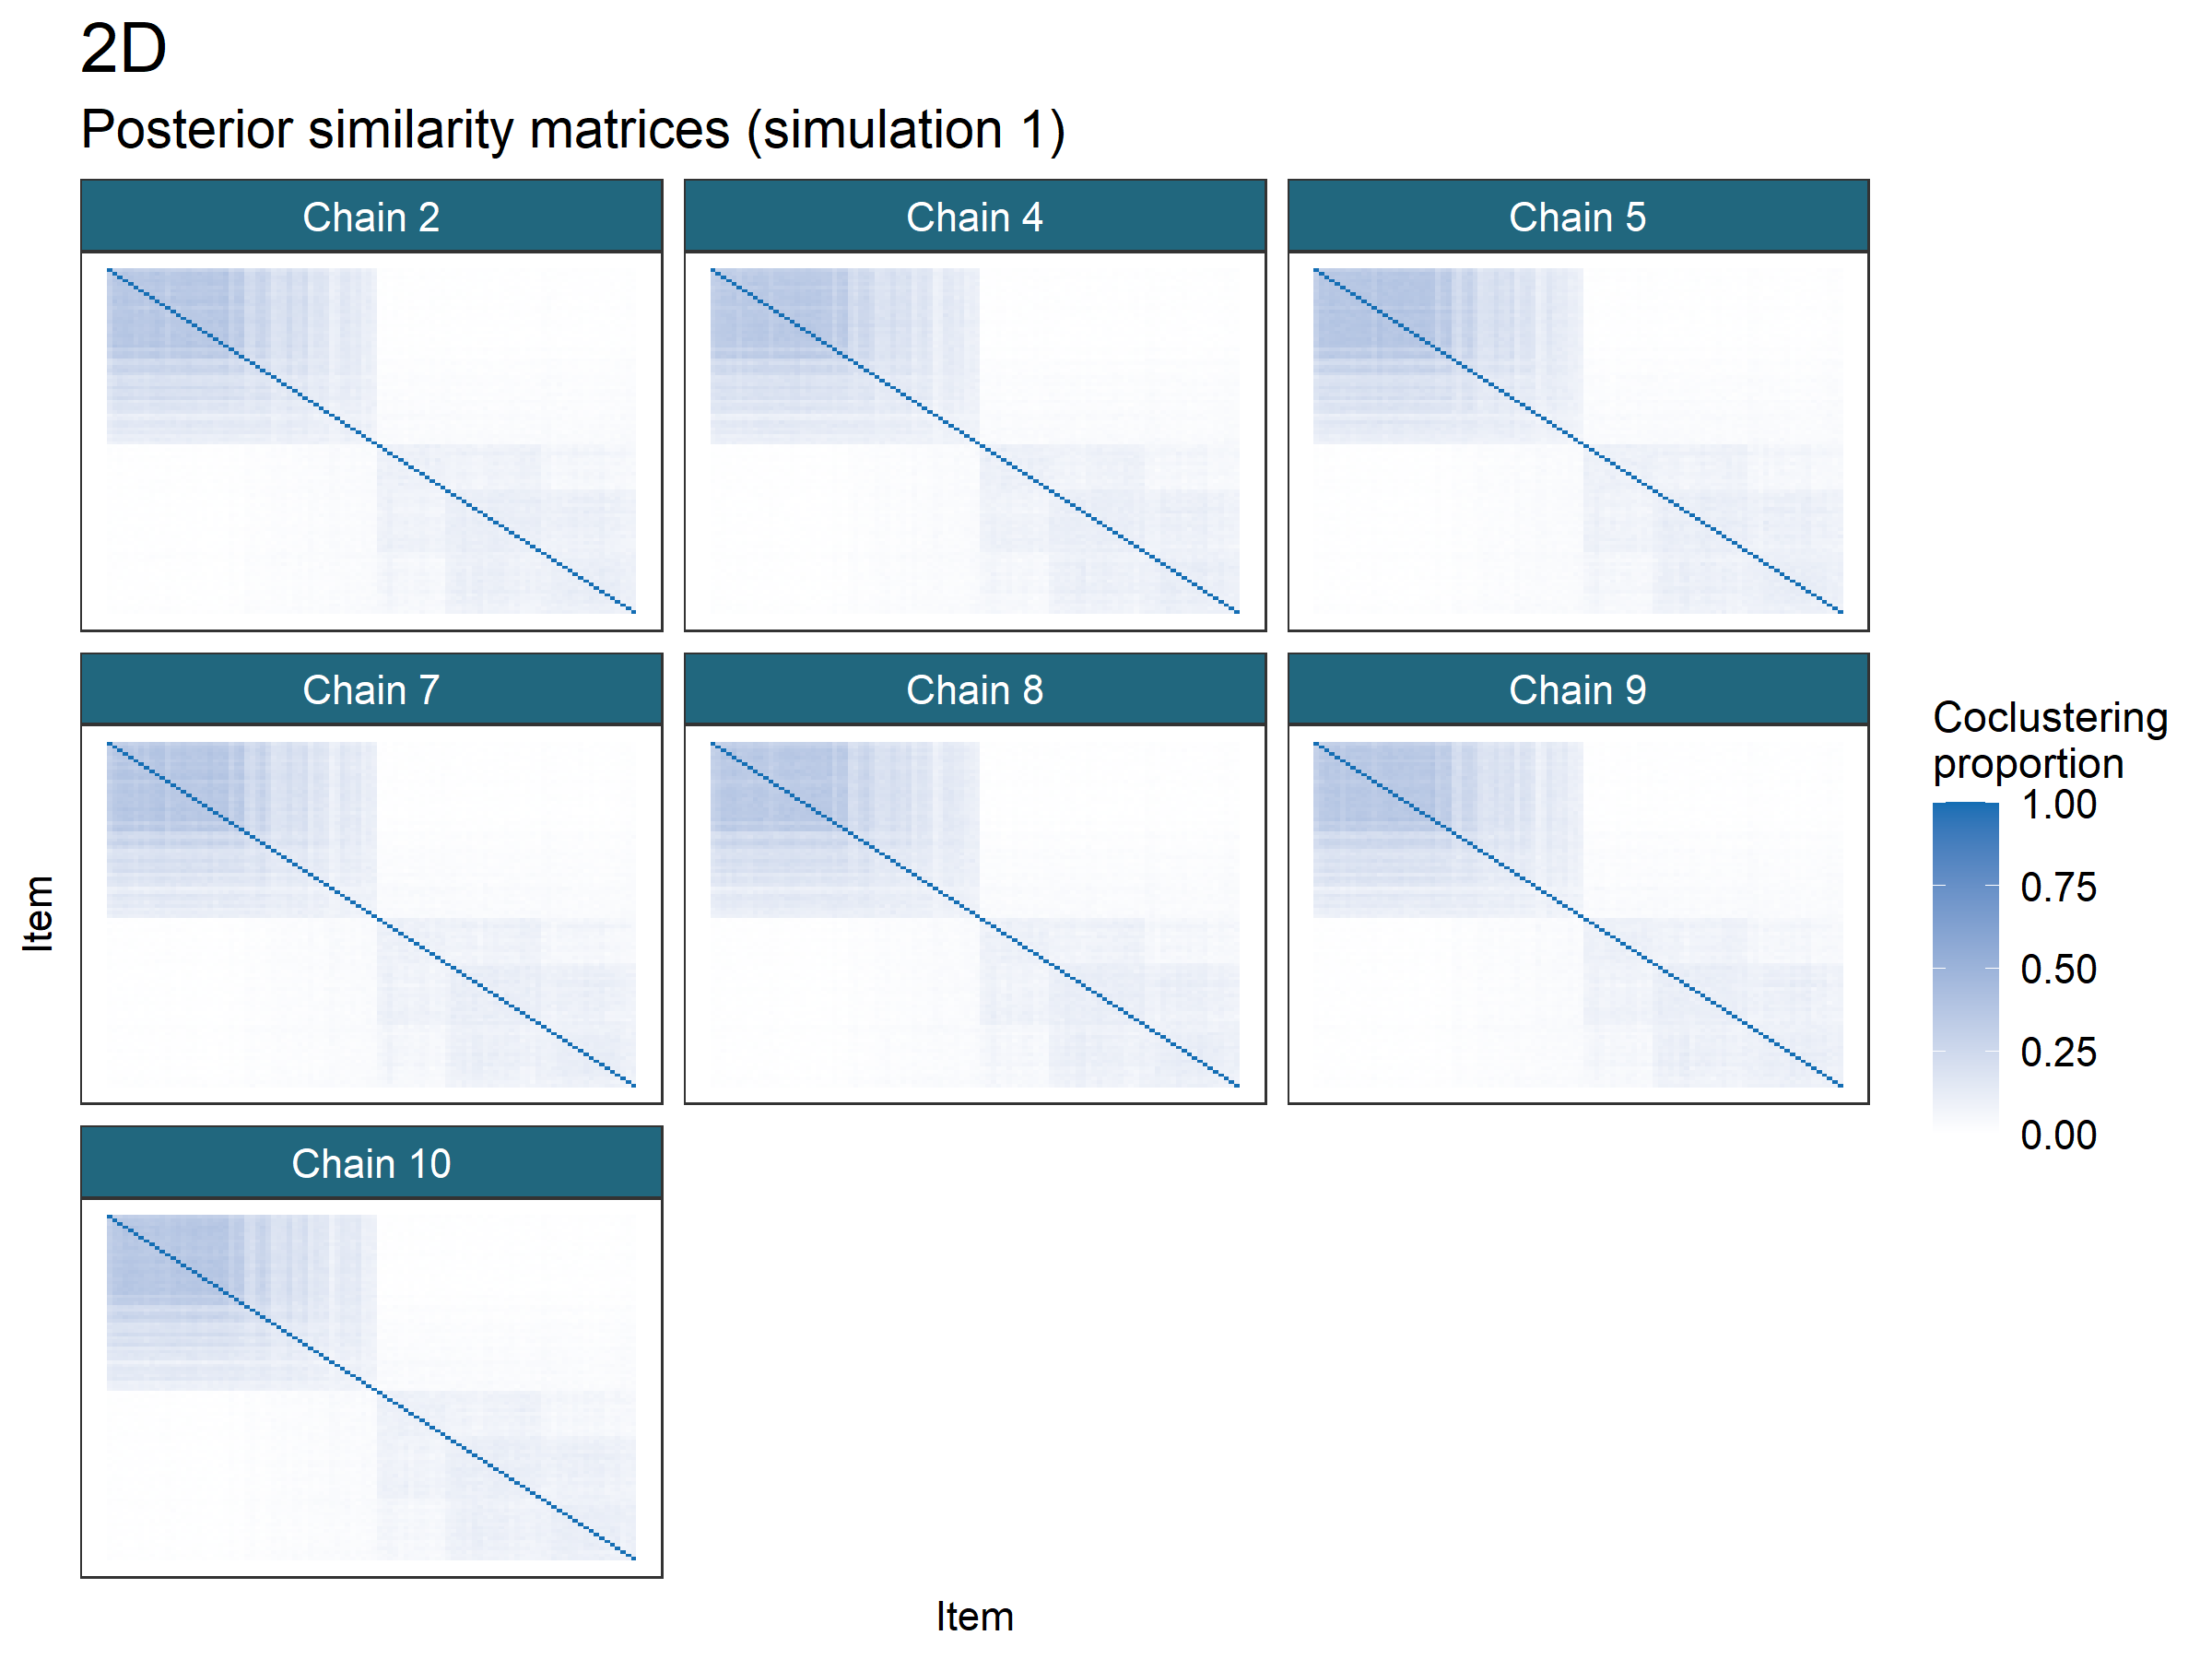 2D
Posterior similarity matrices (simulation 1)
Chain 2
Chain 4
Chain 5
Chain 7
Chain 8
Chain 9
Chain 10
Item
Item
Coclustering
proportion
1.00
0.75
0.50
0.25
0.00